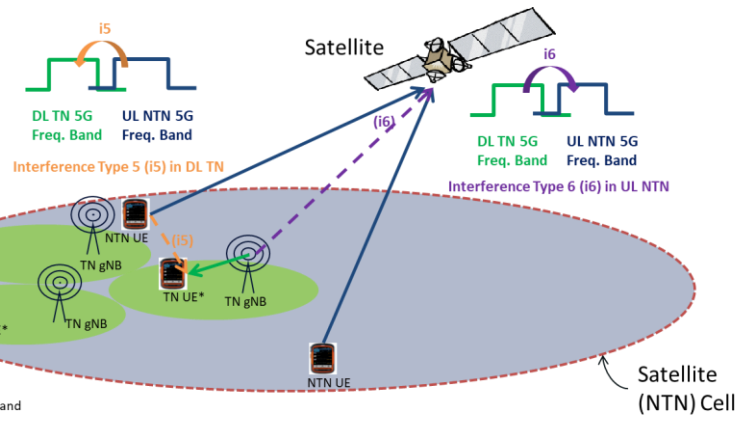 i5
Satellite
i6
DL TN 5G
Freq. Band
UL NTN 5G
Freq. Band
(i6)
DL TN 5G
Freq. Band
UL NTN 5G
Freq. Band
Interference Type 5 (i5) in DL TN
Interference Type 6 (i6) in UL NTN
NTN UE
(i5)
TN gNB
TN UE*
TN gNB
TN gNB
*
NTN UE
Satellite
(NTN) Cell
and